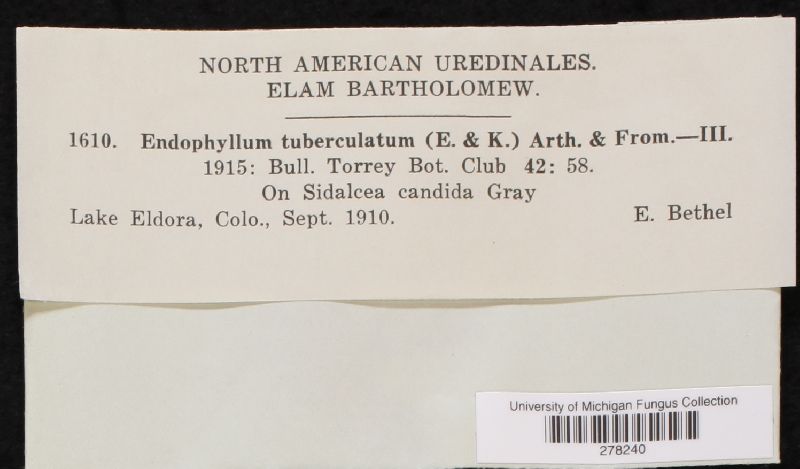 NORTH AMERICAN UREDINALES.
ELAM BARTHOLOMEW.
1610. Endophyllum tuberculatum (E. & K.) Arth. & From.—III.
1915: Bull. Torrey Bot. Club 42: 58.
On Sidalcea candida Gray
Lake Eldora, Colo., Sept. 1910. E. Bethel
University of Michigan Fungus Collection
278240